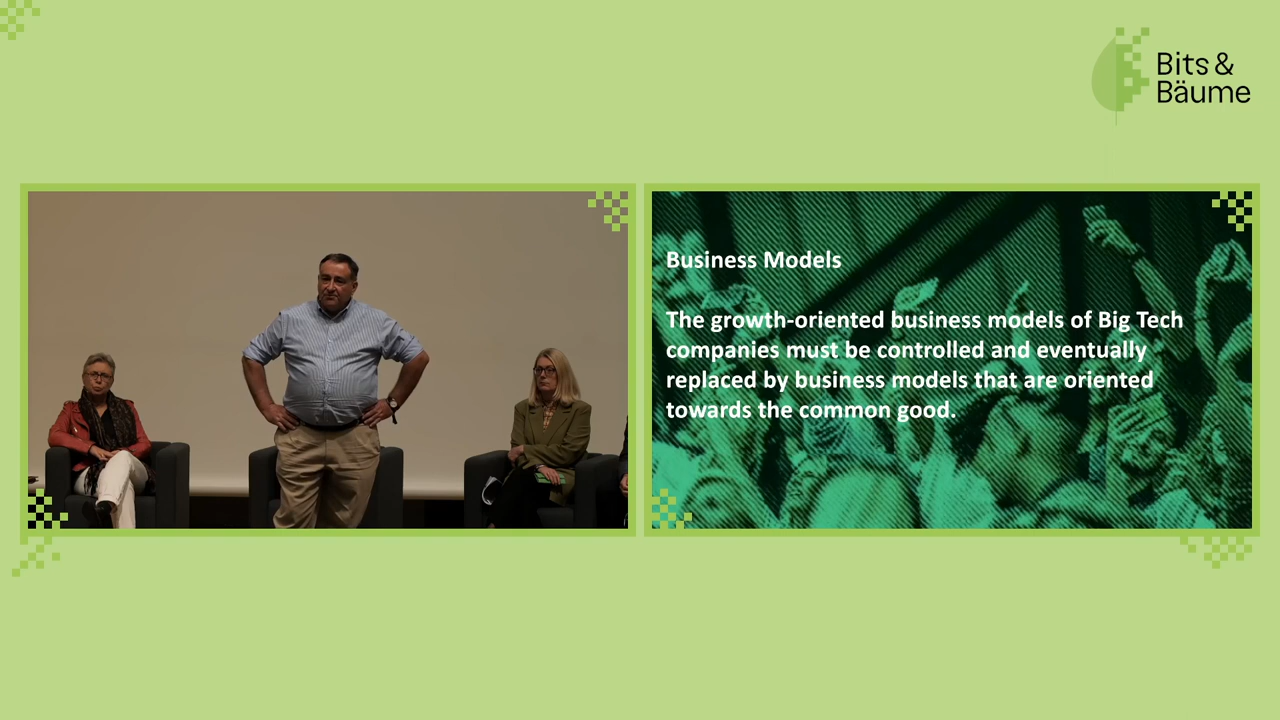 Bits &
Bäume
Business Models
The growth-oriented business models of Big Tech
companies must be controlled and eventually
replaced by business models that are oriented
towards the common good.